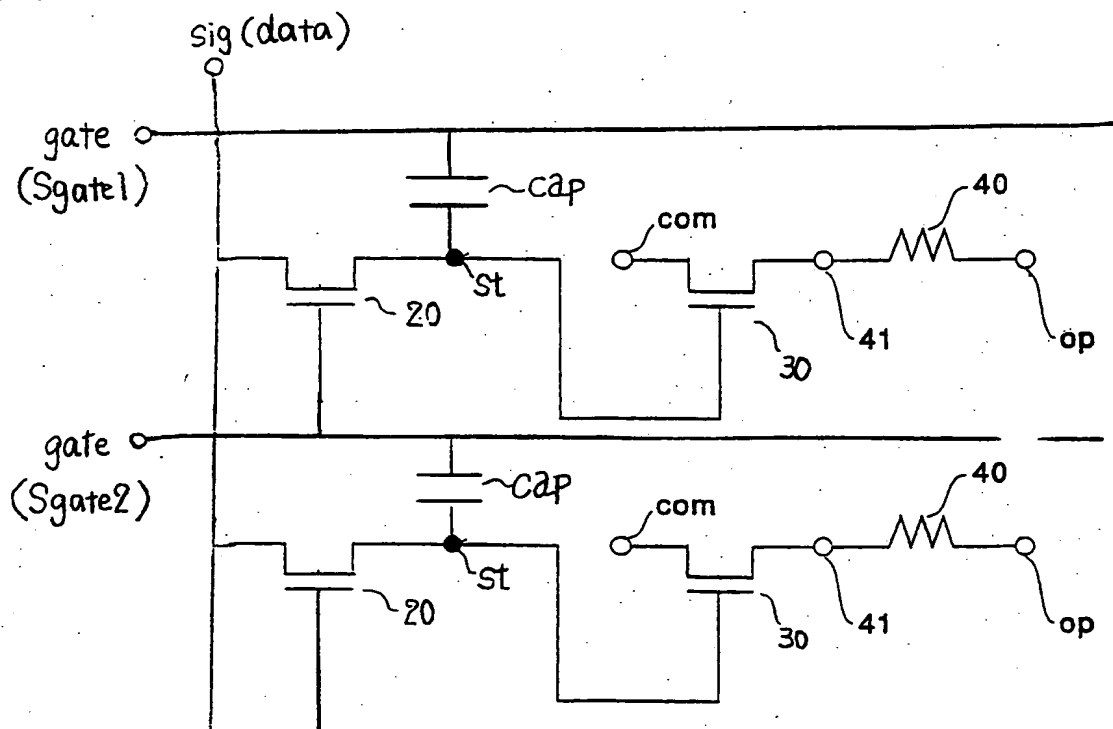 sig (data)
gate
(Sgate1)
cap
com
40
st
20
30
41
op
gate
(Sgate2)
cap
com
40
st
20
30
41
op